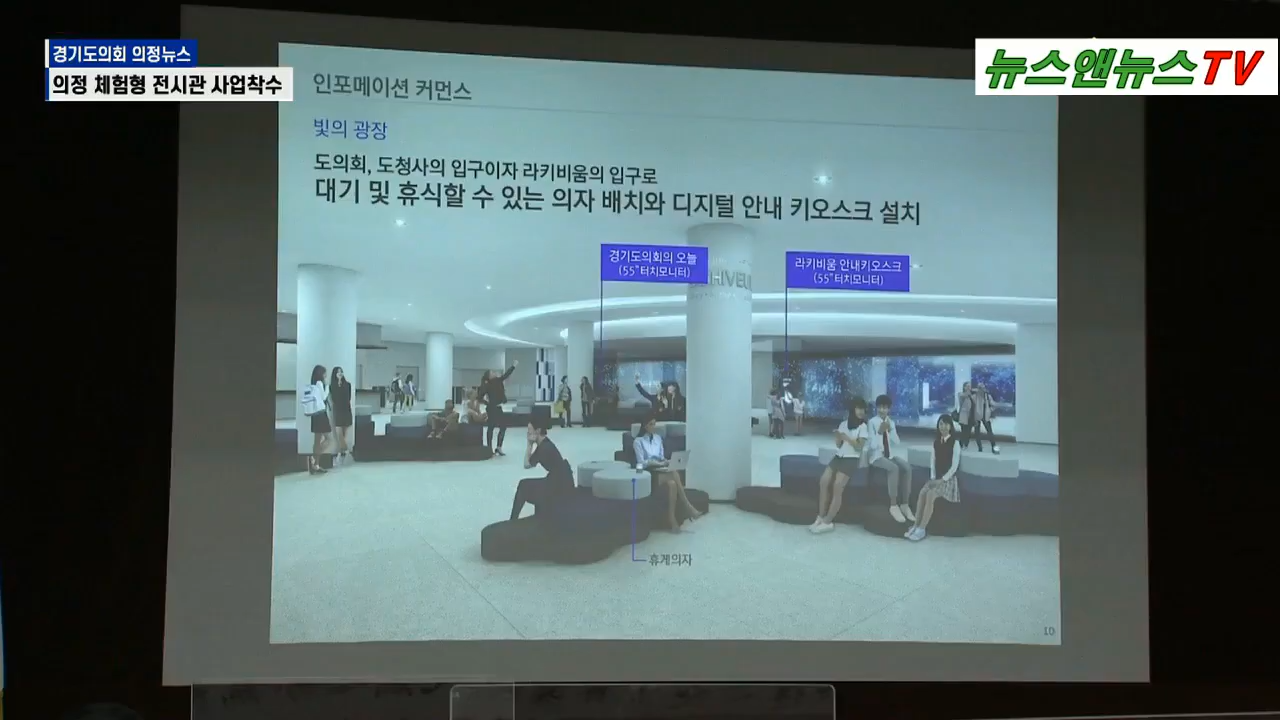 경기도의회 의정뉴스
의정 체험형 전시관 사업착수
뉴스앤뉴스TV
인포메이션 커먼스
빛의 광장
도의회, 도청사의 입구이자 라키비움의 입구로
대기 및 휴식할 수 있는 의자 배치와 디지털 안내 키오스크 설치
경기도의회의 오늘
(55"터치모니터)
라키비움 안내키오스크
(55"터치모니터)
휴게의자
10